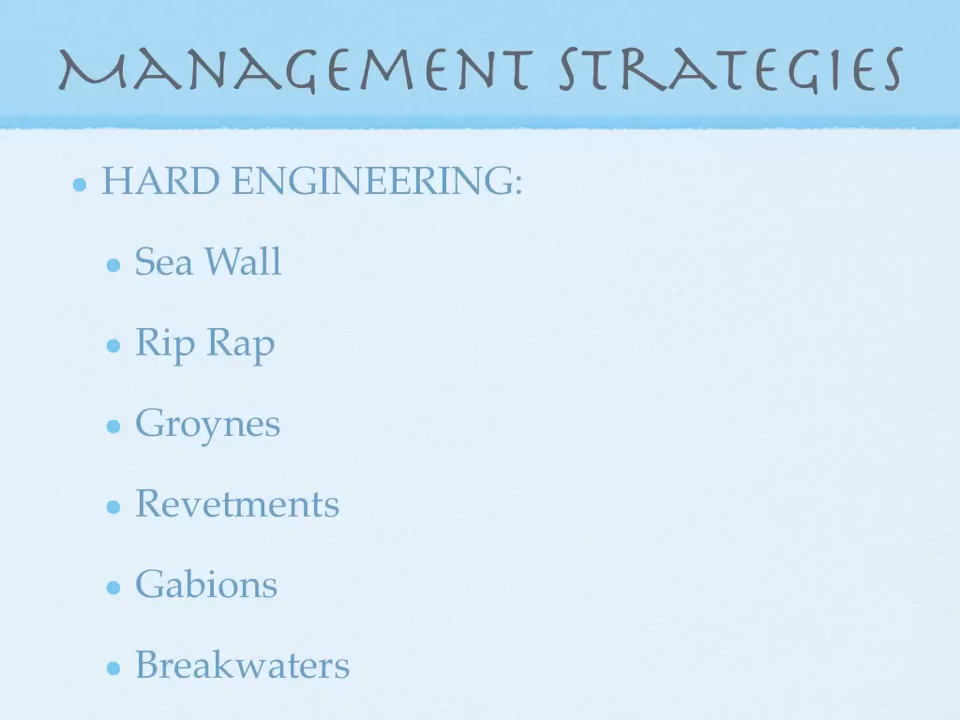 MANAGEMENT STRATEGIES
• HARD ENGINEERING:
• Sea Wall
• Rip Rap
• Groynes
• Revetments
• Gabions
• Breakwaters